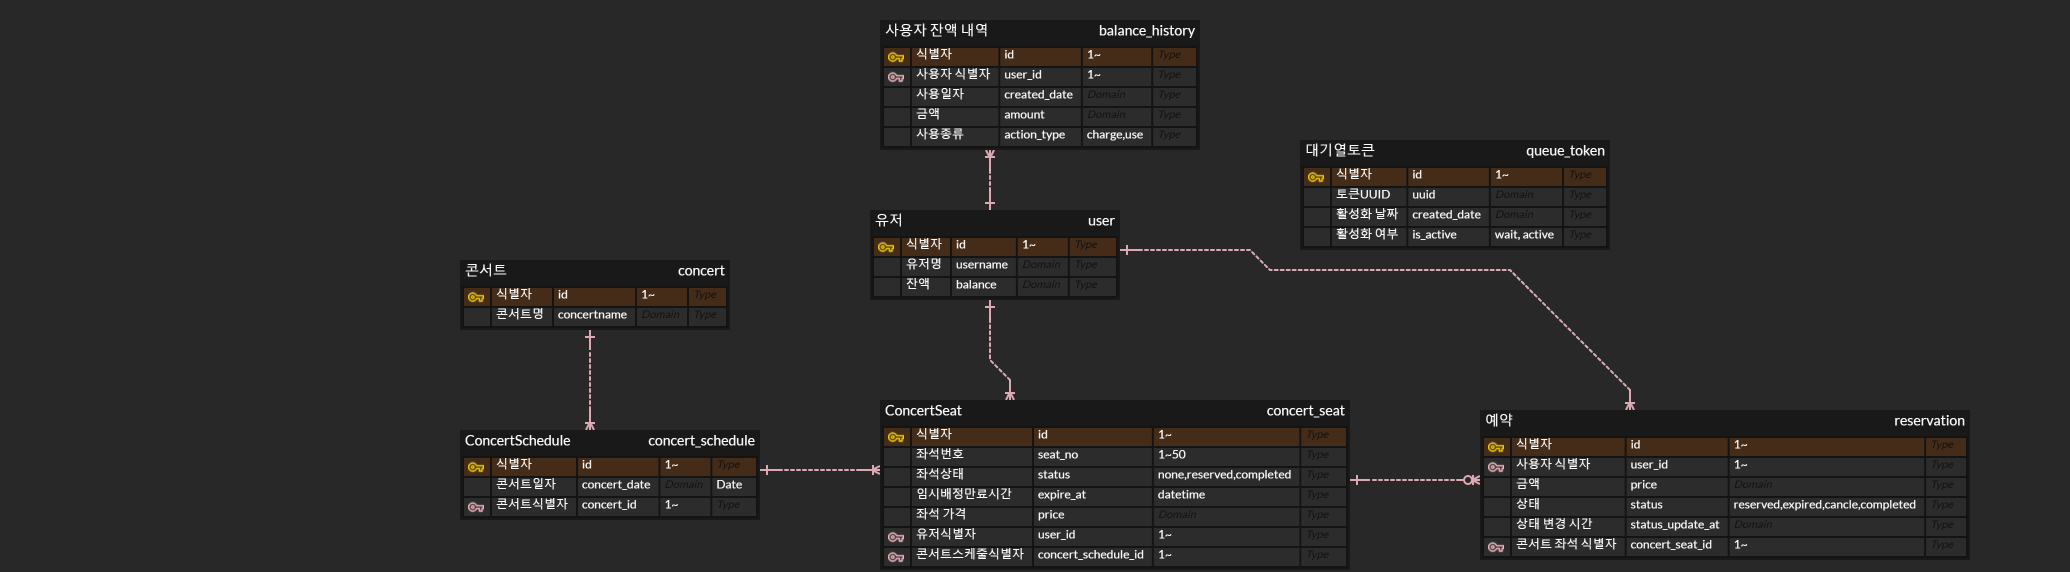 사용자 잔액 내역 balance_history
식별자 id 1~ Type
사용자 식별자 user_id 1~ Type
사용일자 created_date Domain Type
금액 amount Domain Type
사용종류 action_type charge,use Type
대기열토큰 queue_token
식별자 id 1~ Type
토큰UUID uuid Domain Type
활성화 날짜 created_date Domain Type
활성화 여부 is_active wait, active Type
유저 user
식별자 id 1~ Type
유저명 username Domain Type
잔액 balance Domain Type
콘서트 concert
식별자 id 1~ Type
콘서트명 concertname Domain Type
ConcertSchedule concert_schedule
식별자 id 1~ Type
콘서트일자 concert_date Domain Date
콘서트식별자 concert_id 1~ Type
ConcertSeat concert_seat
식별자 id 1~ Type
좌석번호 seat_no 1~50 Type
좌석상태 status none,reserved,completed Type
임시배정만료시간 expire_at datetime Type
좌석 가격 price Domain Type
유저식별자 user_id 1~ Type
콘서트스케줄식별자 concert_schedule_id 1~ Type
예약 reservation
식별자 id 1~ Type
사용자 식별자 user_id 1~ Type
금액 price Domain Type
상태 status reserved,expired,cancle,completed Type
상태 변경 시간 status_update_at Domain Type
콘서트 좌석 식별자 concert_seat_id 1~ Type